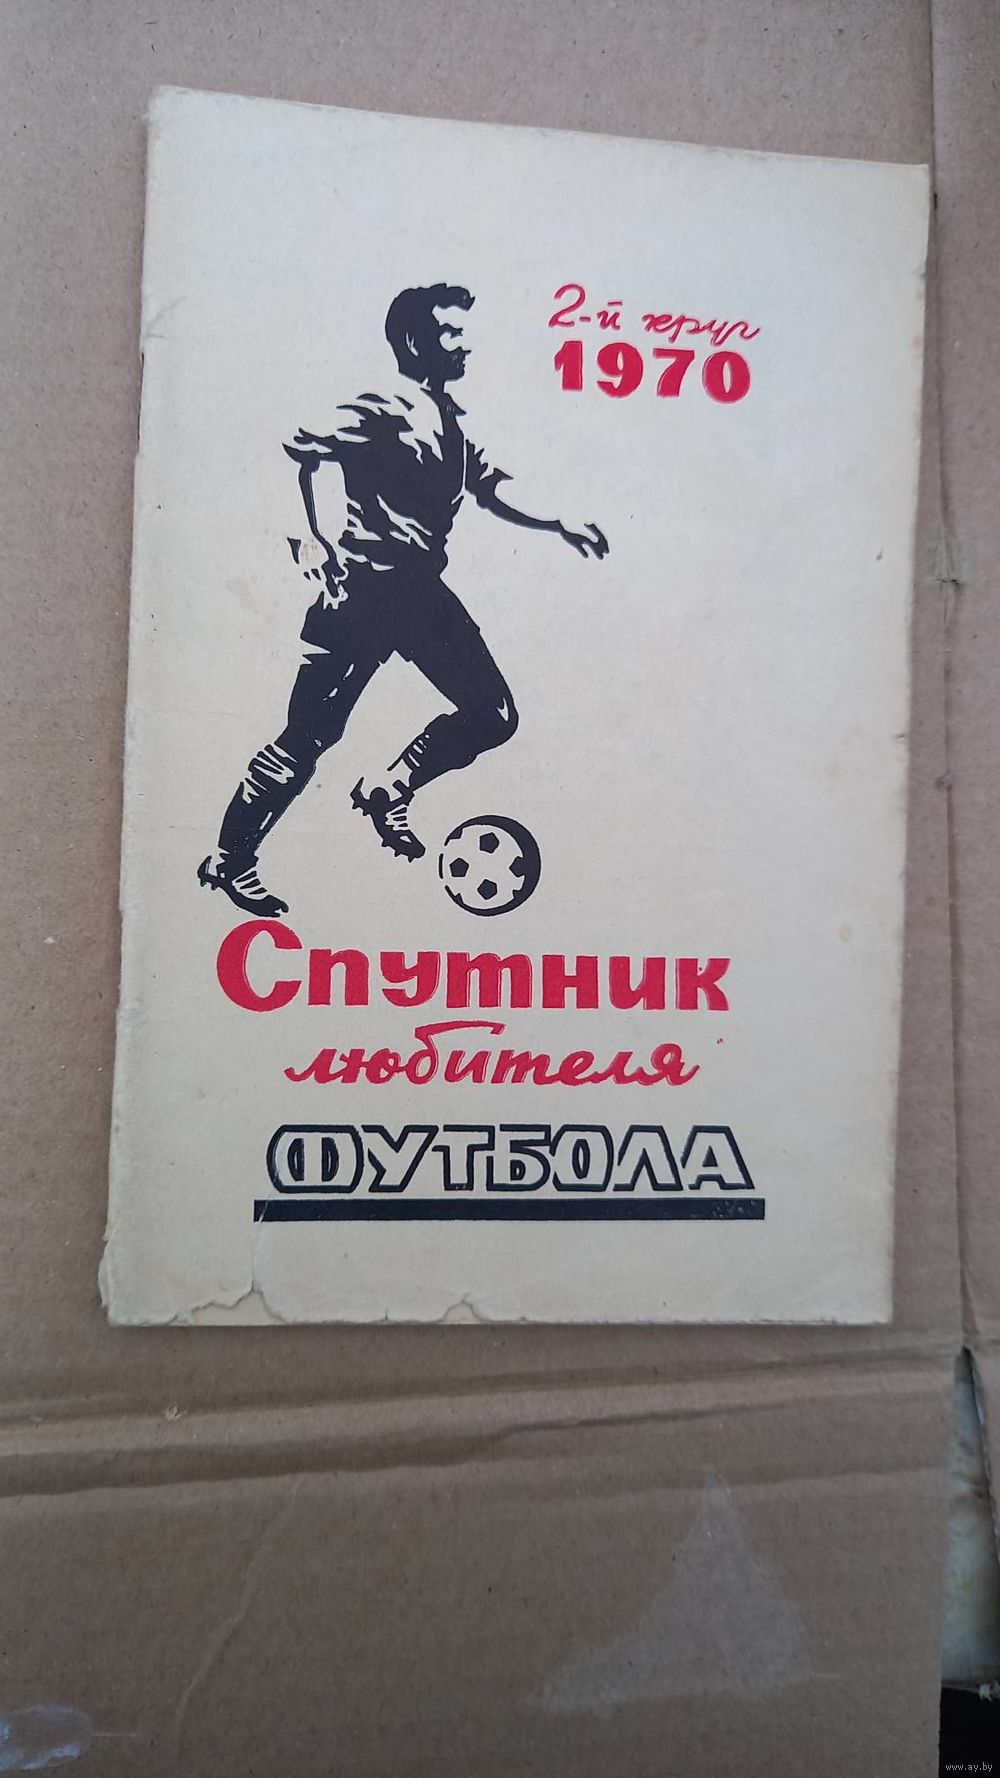 2-й круг
1970
Спутник
любителя
ФУТБОЛА
www.ay.by